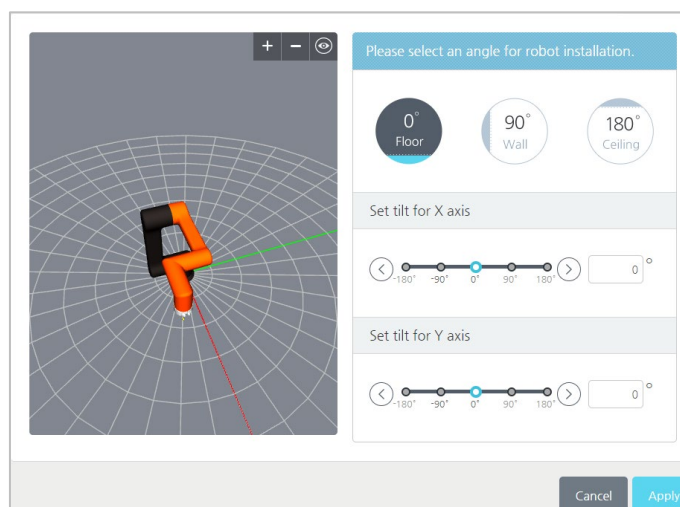 + −
Please select an angle for robot installation.
0°
Floor
90°
Wall
180°
Ceiling
Set tilt for X axis
-180° -90° 0° 90° 180°
0 °
Set tilt for Y axis
-180° -90° 0° 90° 180°
0 °
Cancel
Apply